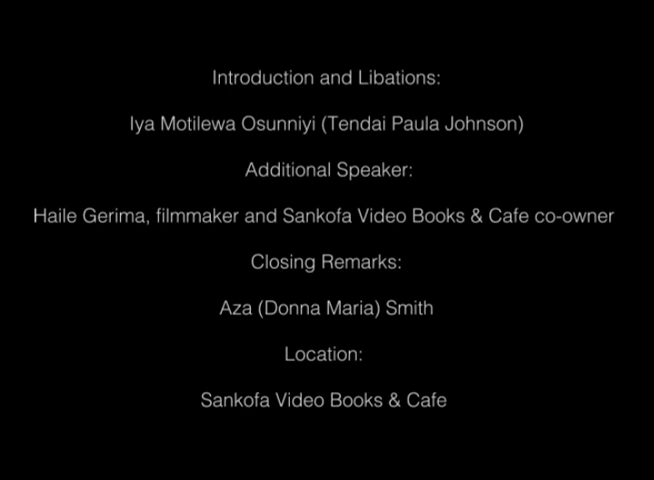 Introduction and Libations:
Iya Motilewa Osunniyi (Tendai Paula Johnson)
Additional Speaker:
Haile Gerima, filmmaker and Sankofa Video Books & Cafe co-owner
Closing Remarks:
Aza (Donna Maria) Smith
Location:
Sankofa Video Books & Cafe